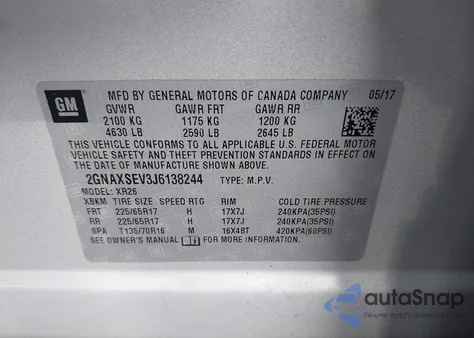 GM
MFD BY GENERAL MOTORS OF CANADA COMPANY 05/17
GVWR GAWR FRT GAWR RR
2100 KG 1175 KG 1200 KG
4630 LB 2590 LB 2645 LB
THIS VEHICLE CONFORMS TO ALL APPLICABLE U.S. FEDERAL MOTOR
VEHICLE SAFETY, BUMPER, AND THEFT PREVENTION STANDARDS IN
EFFECT ON THE DATE OF MANUFACTURE SHOWN ABOVE.
2GNAXSEV3J6138244 TYPE: M.P.V.
MODEL: XR26
XBKM TIRE SIZE SPEED RTG RIM COLD TIRE PRESSURE
FRT 225/65R17 H 17X7J 240KPA(35PSI)
RR 225/65R17 H 17X7J 240KPA(35PSI)
SPA T135/70R16 M 16X4BT 420KPA(60PSI)
SEE OWNER'S MANUAL FOR MORE INFORMATION.
autoSnap